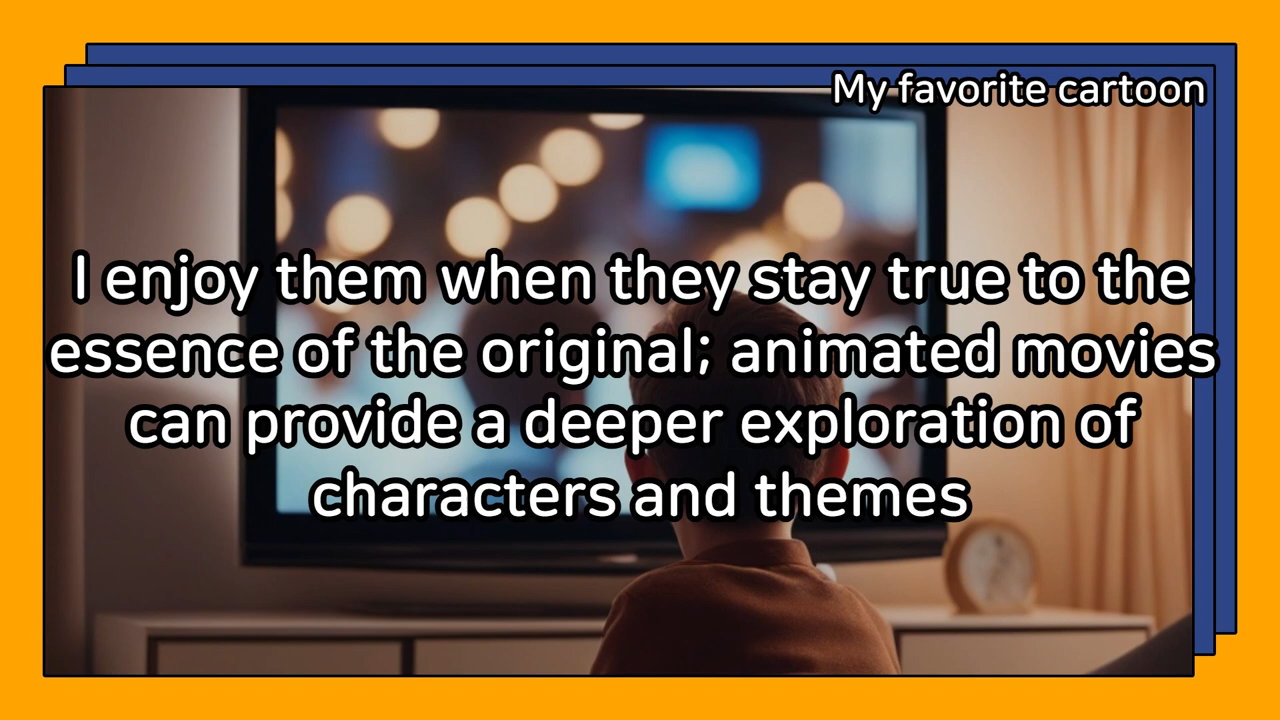 My favorite cartoon
I enjoy them when they stay true to the
essence of the original; animated movies
can provide a deeper exploration of
characters and themes